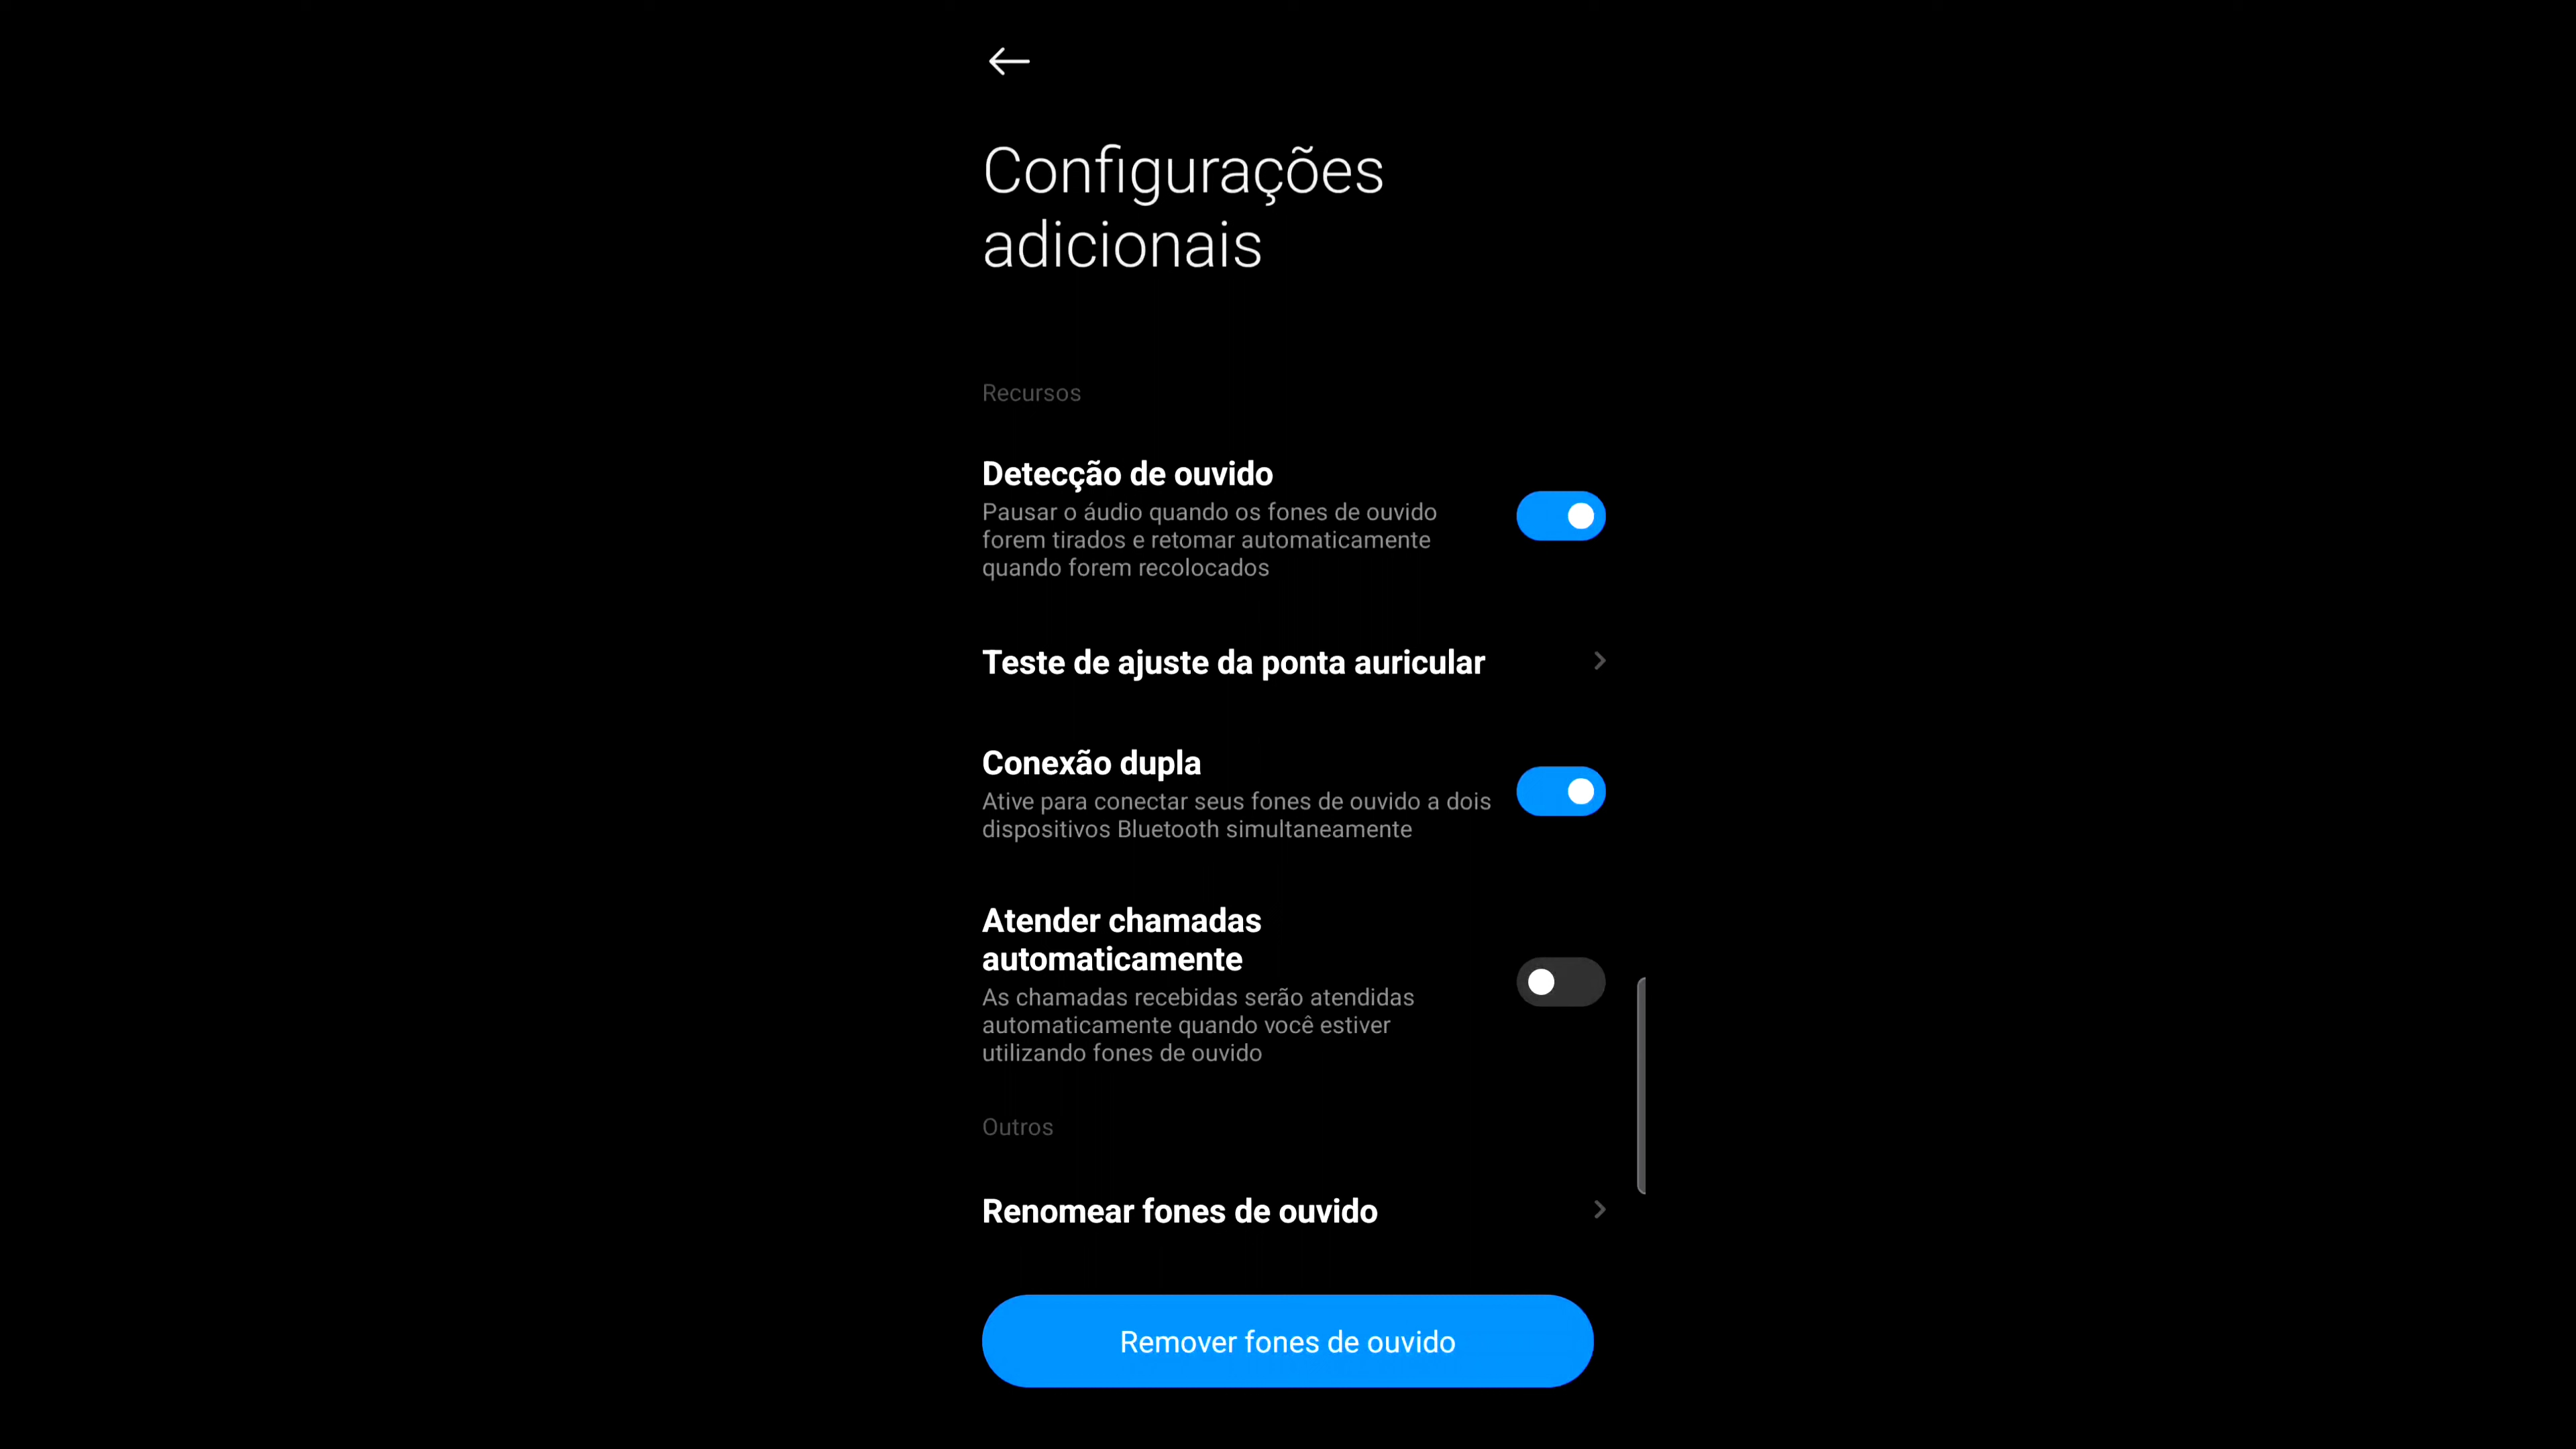 Configurações
adicionais
Recursos
Detecção de ouvido
Pausar o áudio quando os fones de ouvido
forem tirados e retomar automaticamente
quando forem recolocados
Teste de ajuste da ponta auricular
Conexão dupla
Ative para conectar seus fones de ouvido a dois
dispositivos Bluetooth simultaneamente
Atender chamadas
automaticamente
As chamadas recebidas serão atendidas
automaticamente quando você estiver
utilizando fones de ouvido
Outros
Renomear fones de ouvido
Remover fones de ouvido